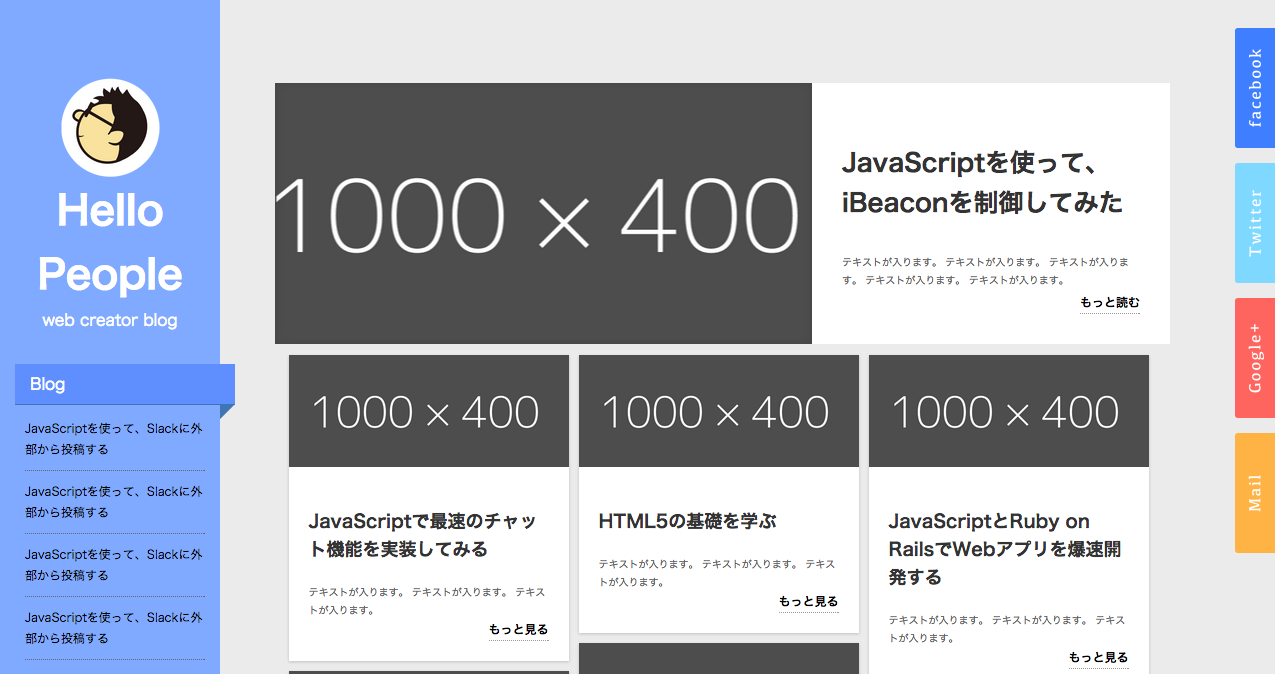 Hello
People
web creator blog
Blog
JavaScriptを使って、Slackに外
部から投稿する
JavaScriptを使って、Slackに外
部から投稿する
JavaScriptを使って、Slackに外
部から投稿する
JavaScriptを使って、Slackに外
部から投稿する
1000 × 400
JavaScriptを使って、
iBeaconを制御してみた
テキストが入ります。 テキストが入ります。 テキストが入りま
す。 テキストが入ります。 テキストが入ります。
もっと読む
1000 × 400
JavaScriptで最速のチャッ
ト機能を実装してみる
テキストが入ります。 テキストが入ります。 テキス
トが入ります。
もっと見る
1000 × 400
HTML5の基礎を学ぶ
テキストが入ります。 テキストが入ります。 テキス
トが入ります。
もっと見る
1000 × 400
JavaScriptとRuby on
RailsでWebアプリを爆速開
発する
テキストが入ります。 テキストが入ります。 テキス
トが入ります。
もっと見る
facebook
Twitter
Google+
Mail